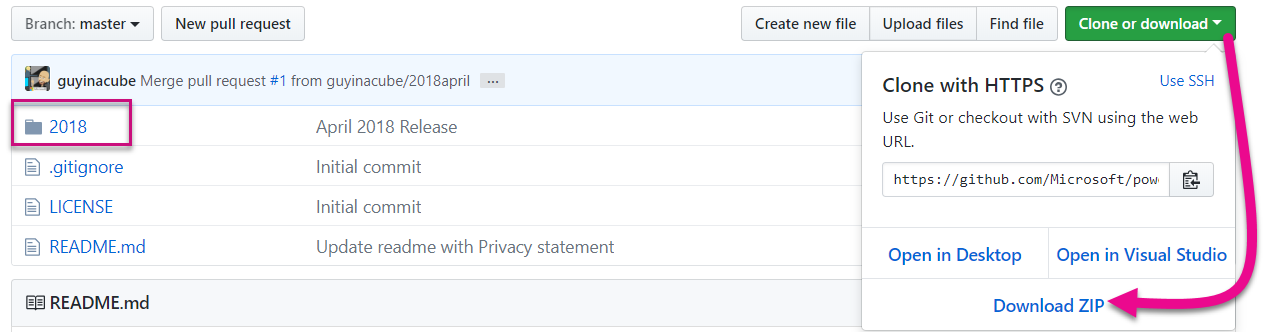 Branch: master
New pull request
Create new file
Upload files
Find file
Clone or download
guyinacube Merge pull request #1 from guyinacube/2018april ...
2018
April 2018 Release
.gitignore
Initial commit
LICENSE
Initial commit
README.md
Update readme with Privacy statement
README.md
Clone with HTTPS ?
Use SSH
Use Git or checkout with SVN using the web
URL.
https://github.com/Microsoft/pow
Open in Desktop
Open in Visual Studio
Download ZIP